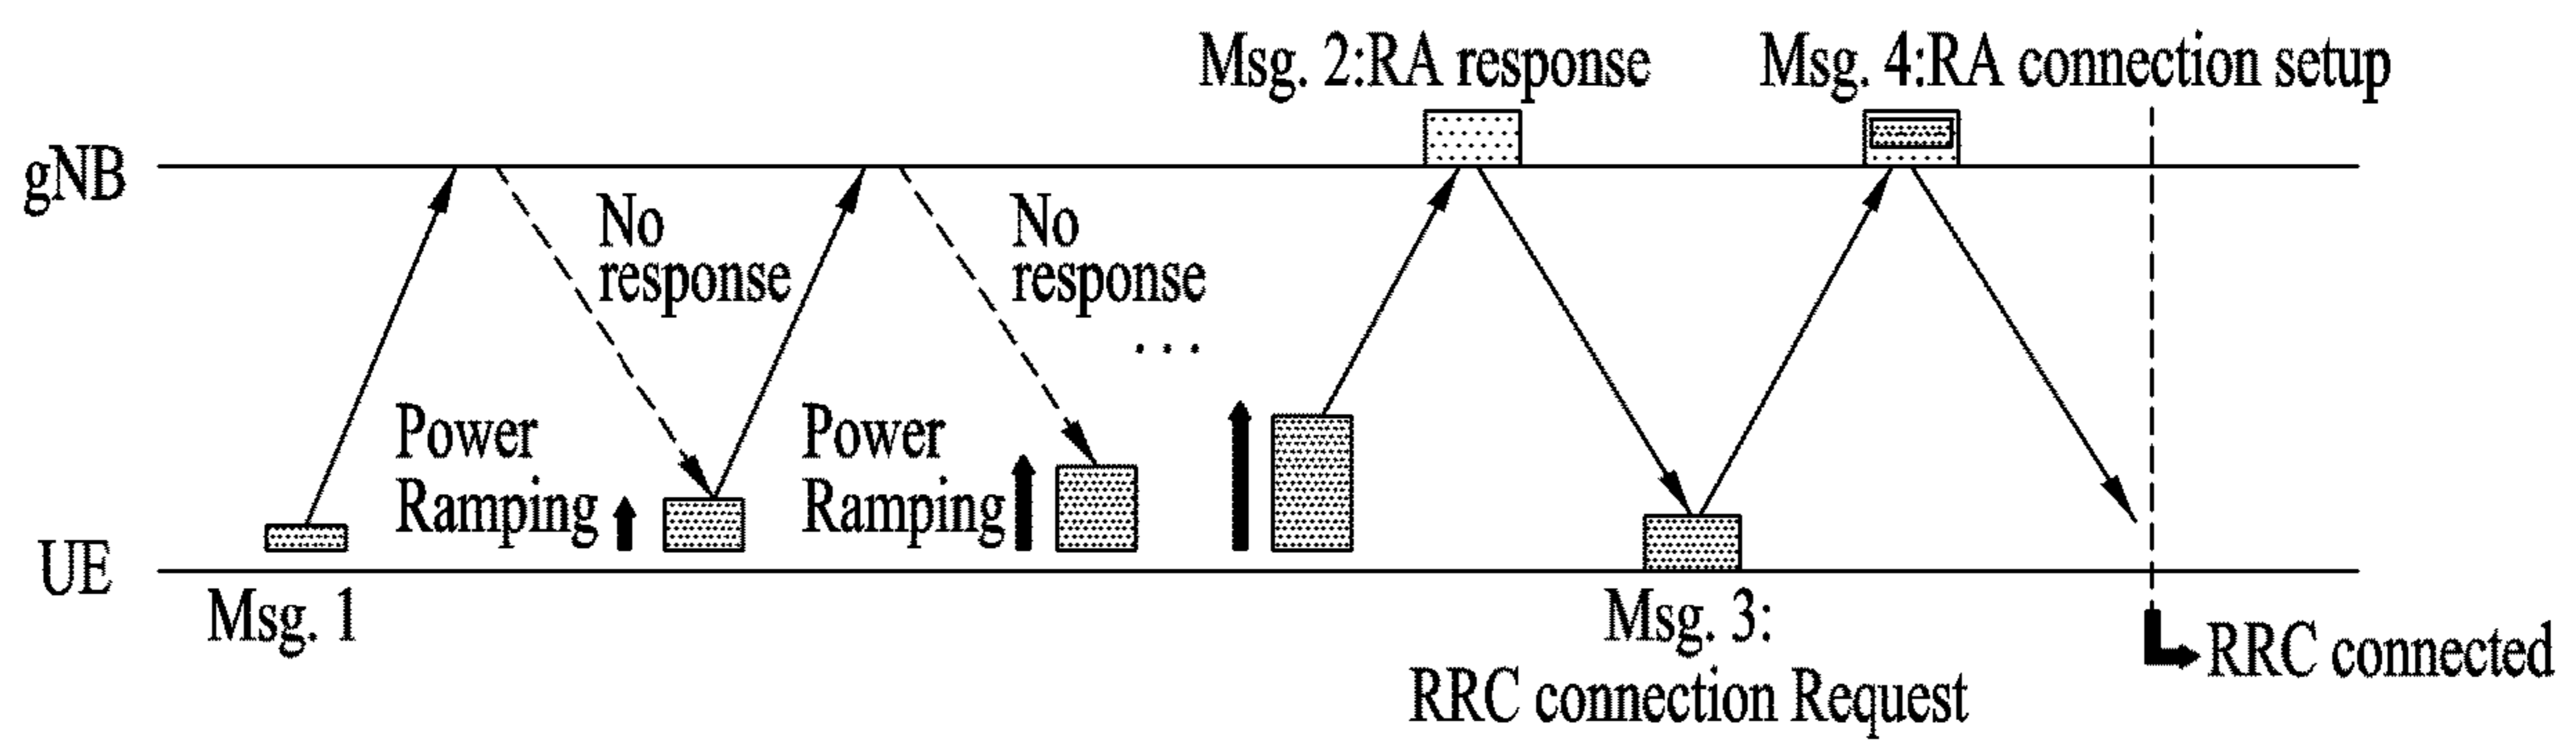 Msg. 2:RA response
Msg. 4:RA connection setup
gNB
No
response
No
response
. . .
Power
Ramping
Power
Ramping
UE
Msg. 1
Msg. 3:
RRC connection Request
RRC connected